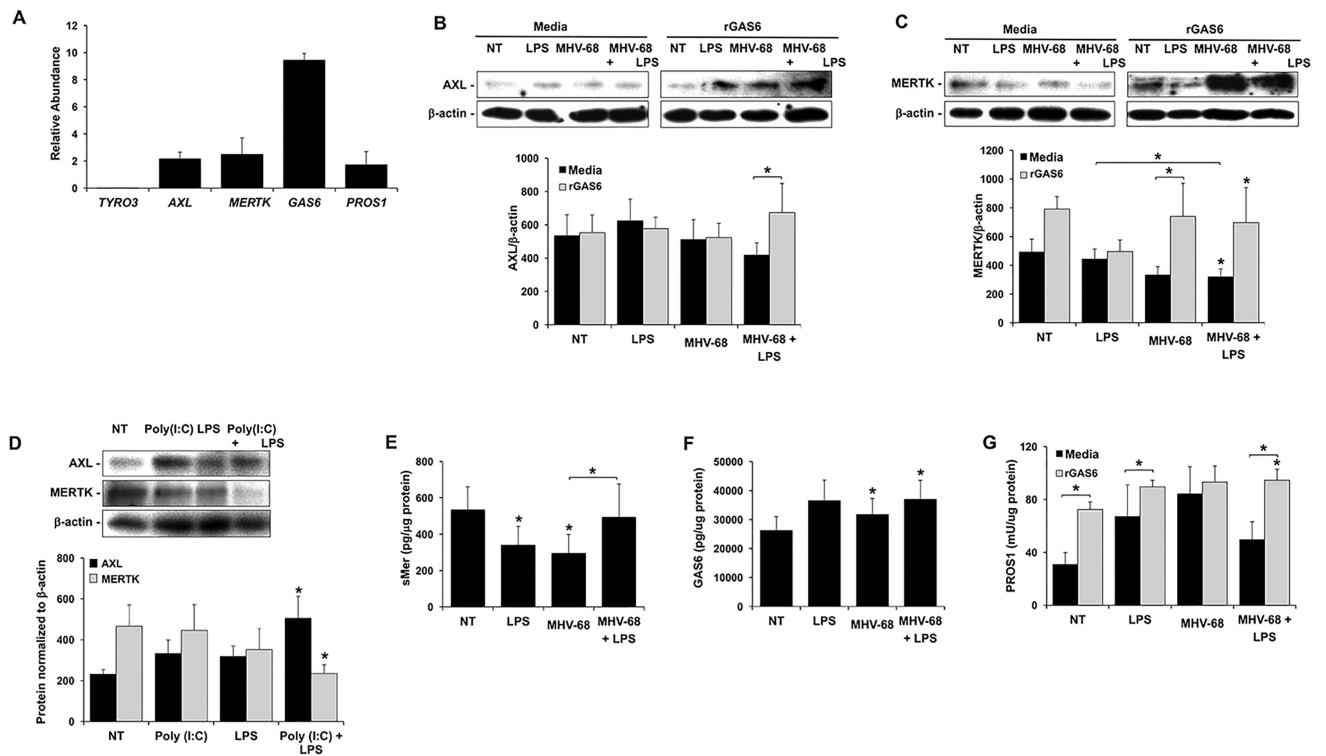 A
Relative Abundance
12
10
8
6
4
2
0
TYRO3 AXL MERTK GAS6 PROS1
B
Media rGAS6
NT LPS MHV-68 MHV-68 + LPS NT LPS MHV-68 MHV-68 + LPS
AXL -
β-actin -
AXL/β-actin
1000
800
600
400
200
0
Media
rGAS6
*
NT LPS MHV-68 MHV-68 + LPS
C
Media rGAS6
NT LPS MHV-68 MHV-68 + LPS NT LPS MHV-68 MHV-68 + LPS
MERTK -
β-actin -
MERTK/β-actin
1200
1000
800
600
400
200
0
Media
rGAS6
*
* *
*
NT LPS MHV-68 MHV-68 + LPS
D
NT Poly(I:C) LPS Poly(I:C) + LPS
AXL -
MERTK -
β-actin -
Protein normalized to β-actin
800
600
400
200
0
AXL
MERTK
*
*
NT Poly (I:C) LPS Poly (I:C) + LPS
E
sMer (pg/µg protein)
800
600
400
200
0
*
* *
NT LPS MHV-68 MHV-68 + LPS
F
GAS6 (pg/ug protein)
50000
40000
30000
20000
10000
0
* *
NT LPS MHV-68 MHV-68 + LPS
G
PROS1 (mU/ug protein)
120
80
40
0
Media
rGAS6
* * *
*
NT LPS MHV-68 MHV-68 + LPS